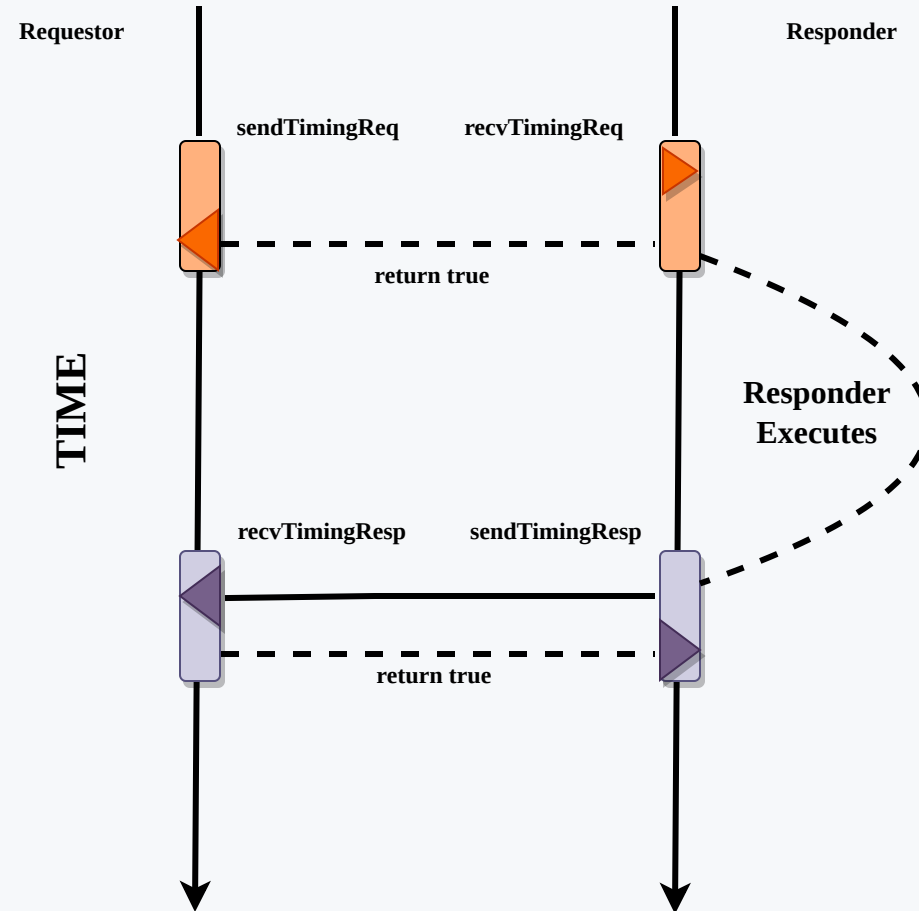 Requestor
Responder
sendTimingReq
recvTimingReq
return true
TIME
Responder
Executes
recvTimingResp
sendTimingResp
return true